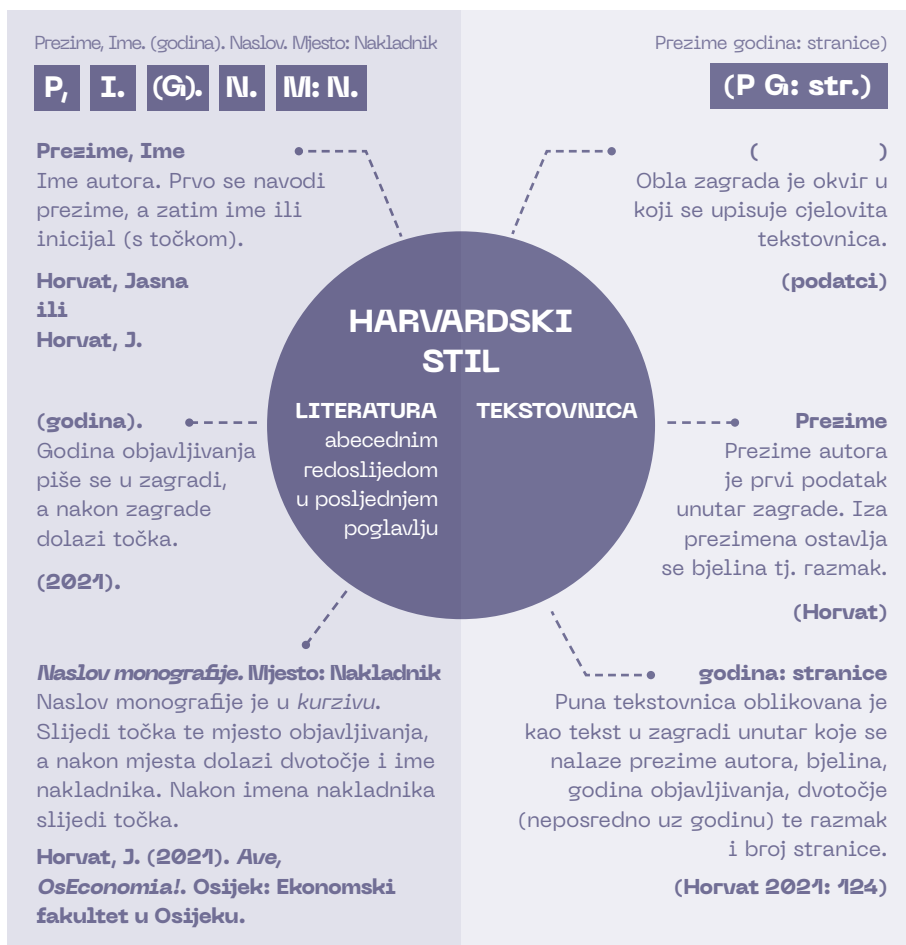 Prezime, Ime. (godina). Naslov. Mjesto: Nakladnik
P, I. (G). N. M: N.
Prezime, Ime
Ime autora. Prvo se navodi
prezime, a zatim ime ili
inicijal (s točkom).
Horvat, Jasna
ili
Horvat, J.
(godina).
Godina objavljivanja
piše se u zagradi,
a nakon zagrade
dolazi točka.
(2021).
Naslov monografije. Mjesto: Nakladnik
Naslov monografije je u kurzivu.
Slijedi točka te mjesto objavljivanja,
a nakon mjesta dolazi dvotočje i ime
nakladnika. Nakon imena nakladnika
slijedi točka.
Horvat, J. (2021). Ave,
OsEconomia!. Osijek: Ekonomski
fakultet u Osijeku.
HARVARDSKI
STIL
LITERATURA
abecednim
redoslijedom
u posljednjem
poglavlju
TEKSTOVNICA
Prezime godina: stranice)
(P G: str.)
( )
Obla zagrada je okvir u
koji se upisuje cjelovita
tekstovnica.
(podatci)
Prezime
Prezime autora
je prvi podatak
unutar zagrade. Iza
prezimena ostavlja
se bjelina tj. razmak.
(Horvat)
godina: stranice
Puna tekstovnica oblikovana je
kao tekst u zagradi unutar koje se
nalaze prezime autora, bjelina,
godina objavljivanja, dvotočje
(neposredno uz godinu) te razmak
i broj stranice.
(Horvat 2021: 124)